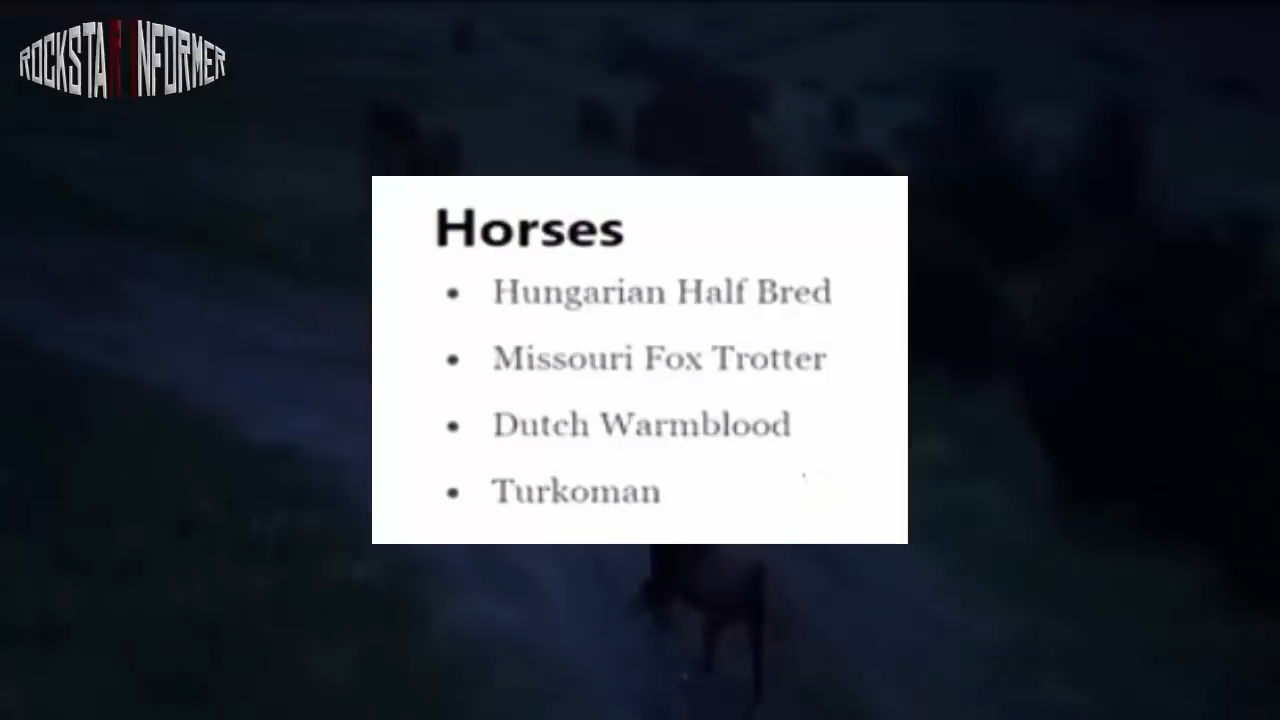 ROCKSTAR INFORMER
Horses
• Hungarian Half Bred
• Missouri Fox Trotter
• Dutch Warmblood
• Turkoman